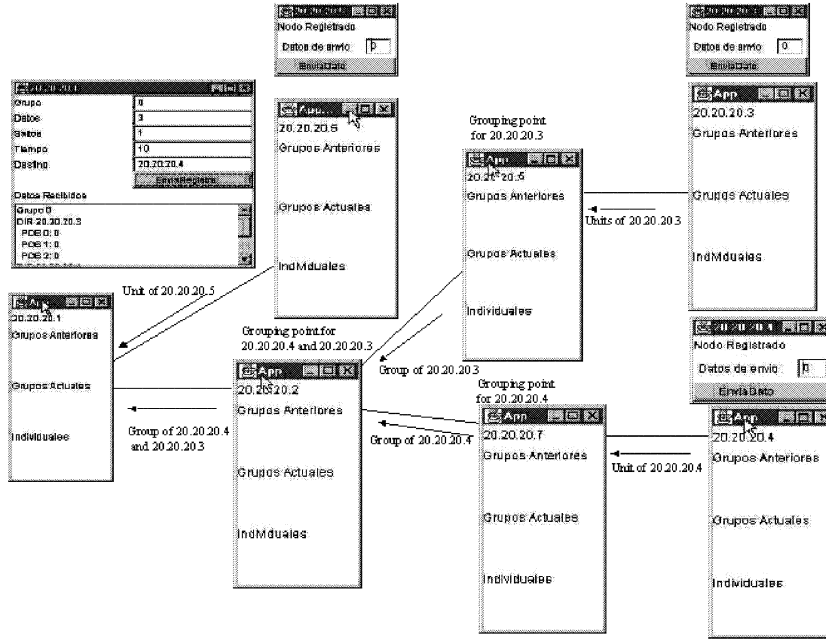 Nodo Registrado
Datos de envio 0
EnviaDato
Nodo Registrado
Datos de envio 0
EnviaDato
Grupo 0
Datos 3
Saltos 1
Tiempo 10
Destino 20.20.20.4
EnviaRegistro
Datos Recibidos
Grupo 0
DIR 20.20.20.3
POS 0: 0
POS 1: 0
POS 2: 0
App...
Grupos Anteriores
Grupos Actuales
Individuales
Grouping point
for 20.20.20.3
App
Grupos Anteriores
Grupos Actuales
Individuales
App
20.20.20.3
Grupos Anteriores
Grupos Actuales
Individuales
Units of 20.20.20.3
Unit of 20.20.20.5
App
20.20.20.1
Grupos Anteriores
Grupos Actuales
Individuales
Grouping point for
20.20.20.4 and 20.20.20.3
App
20.20.20.2
Grupos Anteriores
Grupos Actuales
Individuales
Group of 20.20.20.3
Group of 20.20.20.4
and 20.20.20.3
Grouping point
for 20.20.20.4
Group of 20.20.20.4
App
20.20.20.7
Grupos Anteriores
Grupos Actuales
Individuales
20.20.20.4
Nodo Registrado
Datos de envio 0
EnviaDato
Unit of 20.20.20.4
App
20.20.20.4
Grupos Anteriores
Grupos Actuales
Individuales